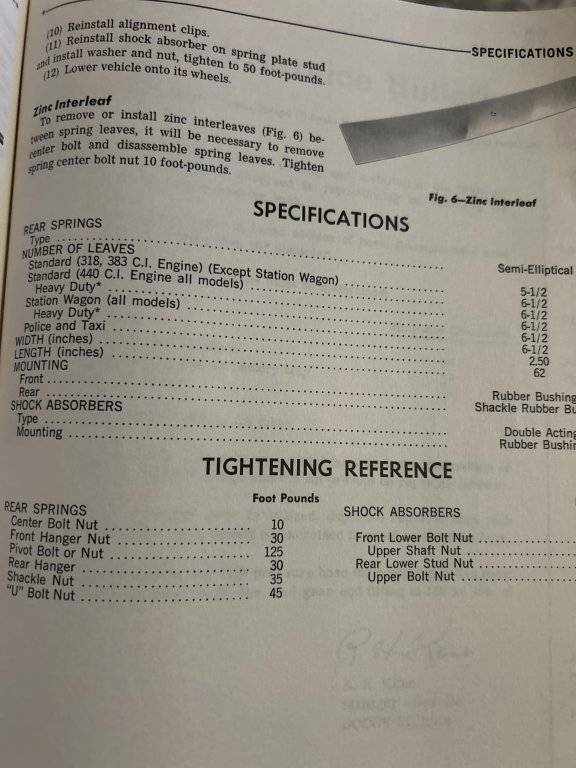 (10) Reinstall alignment clips.
(11) Reinstall shock absorber on spring plate stud
and install washer and nut, tighten to 50 foot-pounds.
(12) Lower vehicle onto its wheels.
SPECIFICATIONS
Zinc Interleaf
To remove or install zinc interleaves (Fig. 6) be-
tween spring leaves, it will be necessary to remove
center bolt and disassemble spring leaves. Tighten
spring center bolt nut 10 foot-pounds.
Fig. 6—Zinc Interleaf
SPECIFICATIONS
REAR SPRINGS
Type ........ Semi-Elliptical
NUMBER OF LEAVES
Standard (318, 383 C.I. Engine) (Except Station Wagon) ........ 5-1/2
Standard (440 C.I. Engine all models) ........ 6-1/2
Heavy Duty* ........ 6-1/2
Station Wagon (all models) ........ 6-1/2
Heavy Duty* ........ 6-1/2
Police and Taxi ........ 6-1/2
WIDTH (inches) ........ 2.50
LENGTH (inches) ........ 62
MOUNTING
Front ........ Rubber Bushing
Rear ........ Shackle Rubber Bu
SHOCK ABSORBERS
Type ........ Double Acting
Mounting ........ Rubber Bushin
TIGHTENING REFERENCE
Foot Pounds
REAR SPRINGS
Center Bolt Nut ........ 10
Front Hanger Nut ........ 30
Pivot Bolt or Nut ........ 125
Rear Hanger ........ 30
Shackle Nut ........ 35
"U" Bolt Nut ........ 45
SHOCK ABSORBERS
Front Lower Bolt Nut ........
Upper Shaft Nut ........
Rear Lower Stud Nut ........
Upper Bolt Nut ........